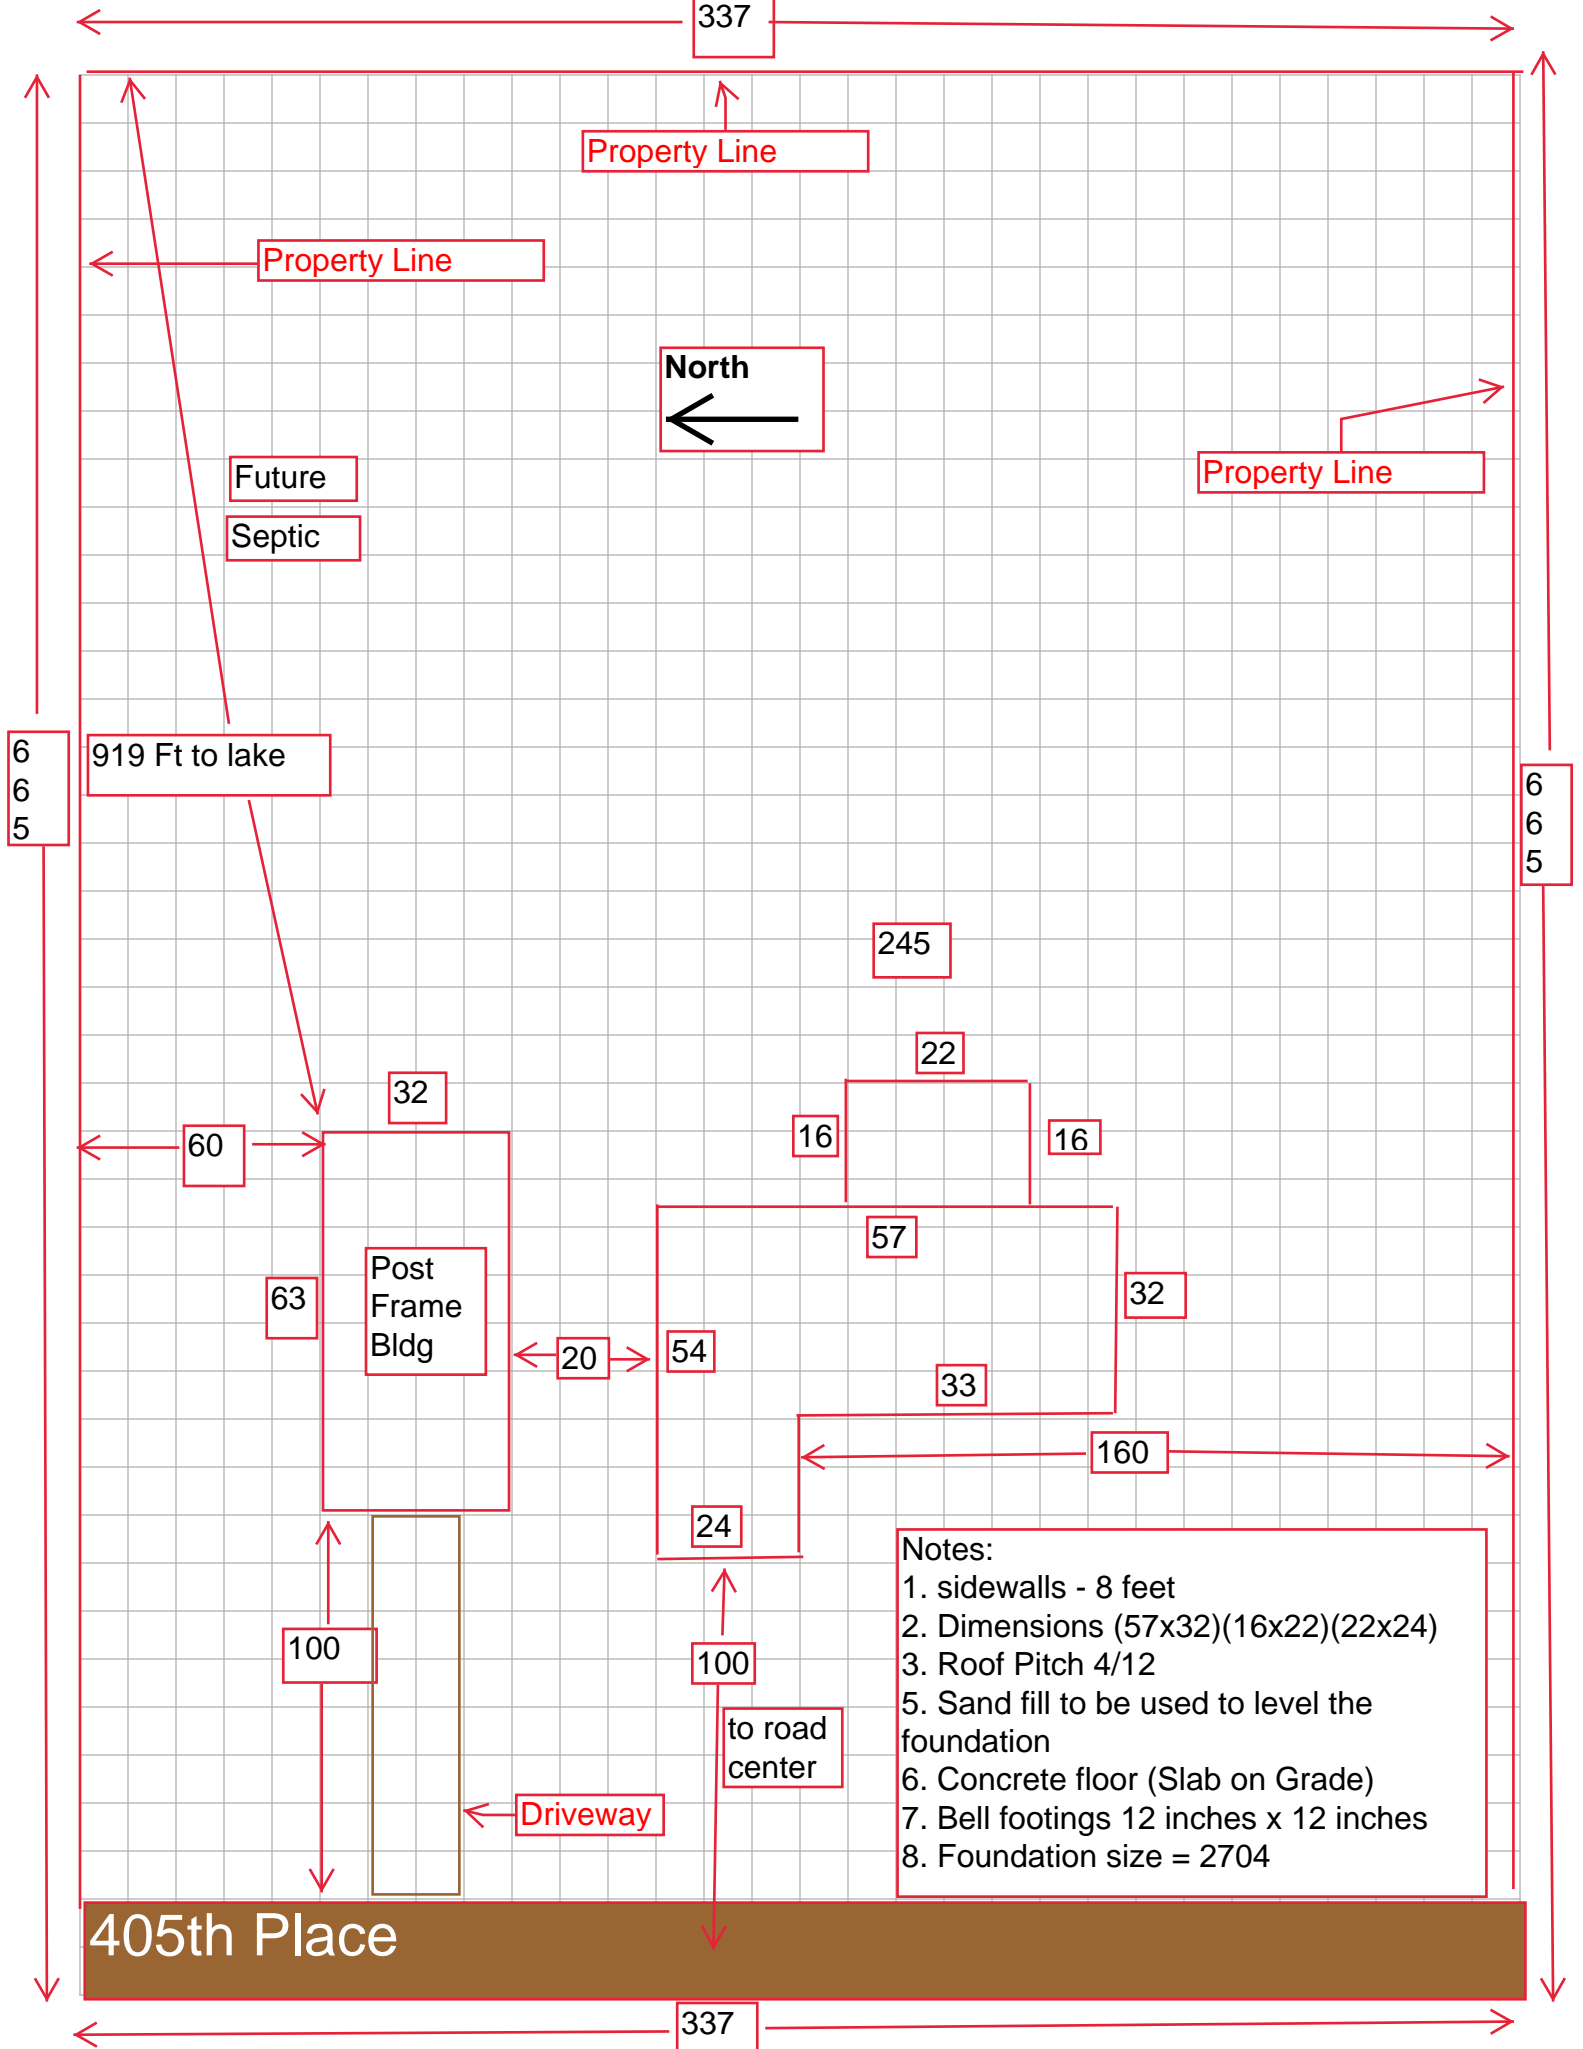 337
Property Line
Property Line
North
Property Line
Future
Septic
919 Ft to lake
6
6
5
6
6
5
245
22
32
16
16
60
57
63
Post
Frame
Bldg
32
20
54
33
160
24
100
100
to road
center
Driveway
Notes:
1. sidewalls - 8 feet
2. Dimensions (57x32)(16x22)(22x24)
3. Roof Pitch 4/12
5. Sand fill to be used to level the
foundation
6. Concrete floor (Slab on Grade)
7. Bell footings 12 inches x 12 inches
8. Foundation size = 2704
405th Place
337